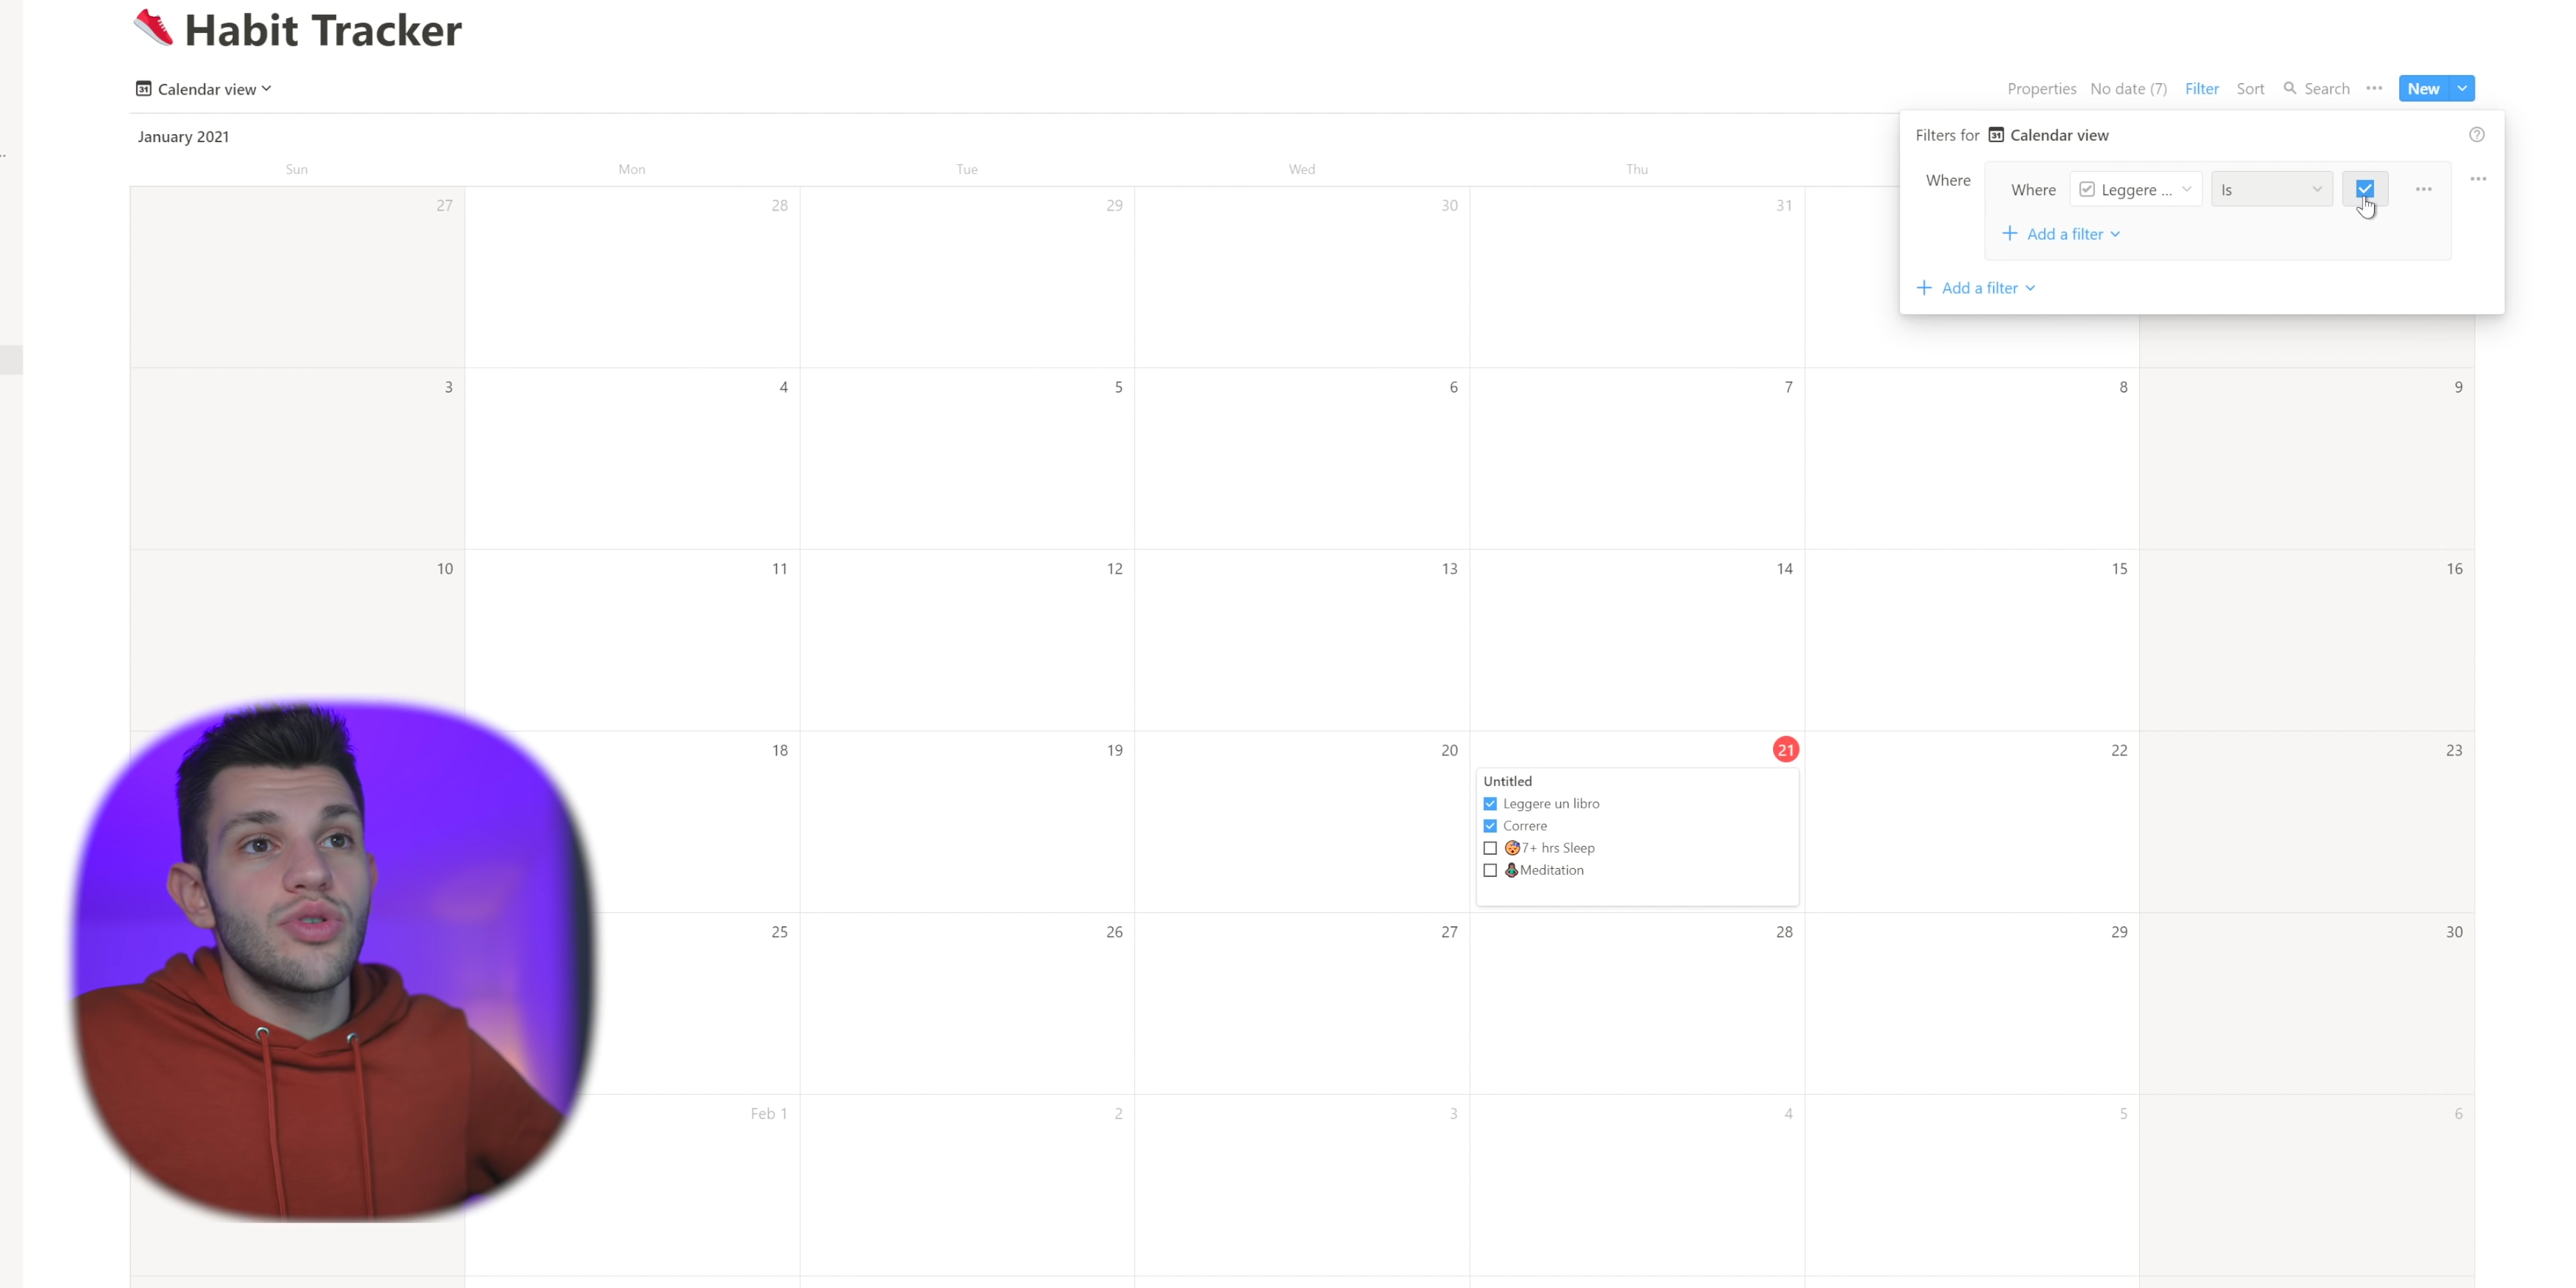 Habit Tracker
31 Calendar view
Properties No date (7) Filter Sort Search ... New
January 2021
Filters for 31 Calendar view
Where Where Leggere ... Is
+ Add a filter
+ Add a filter
Sun Mon Tue Wed Thu
27 28 29 30 31
3 4 5 6 7 8 9
10 11 12 13 14 15 16
18 19 20 21 22 23
Untitled
Leggere un libro
Correre
7+ hrs Sleep
Meditation
25 26 27 28 29 30
Feb 1 2 3 4 5 6